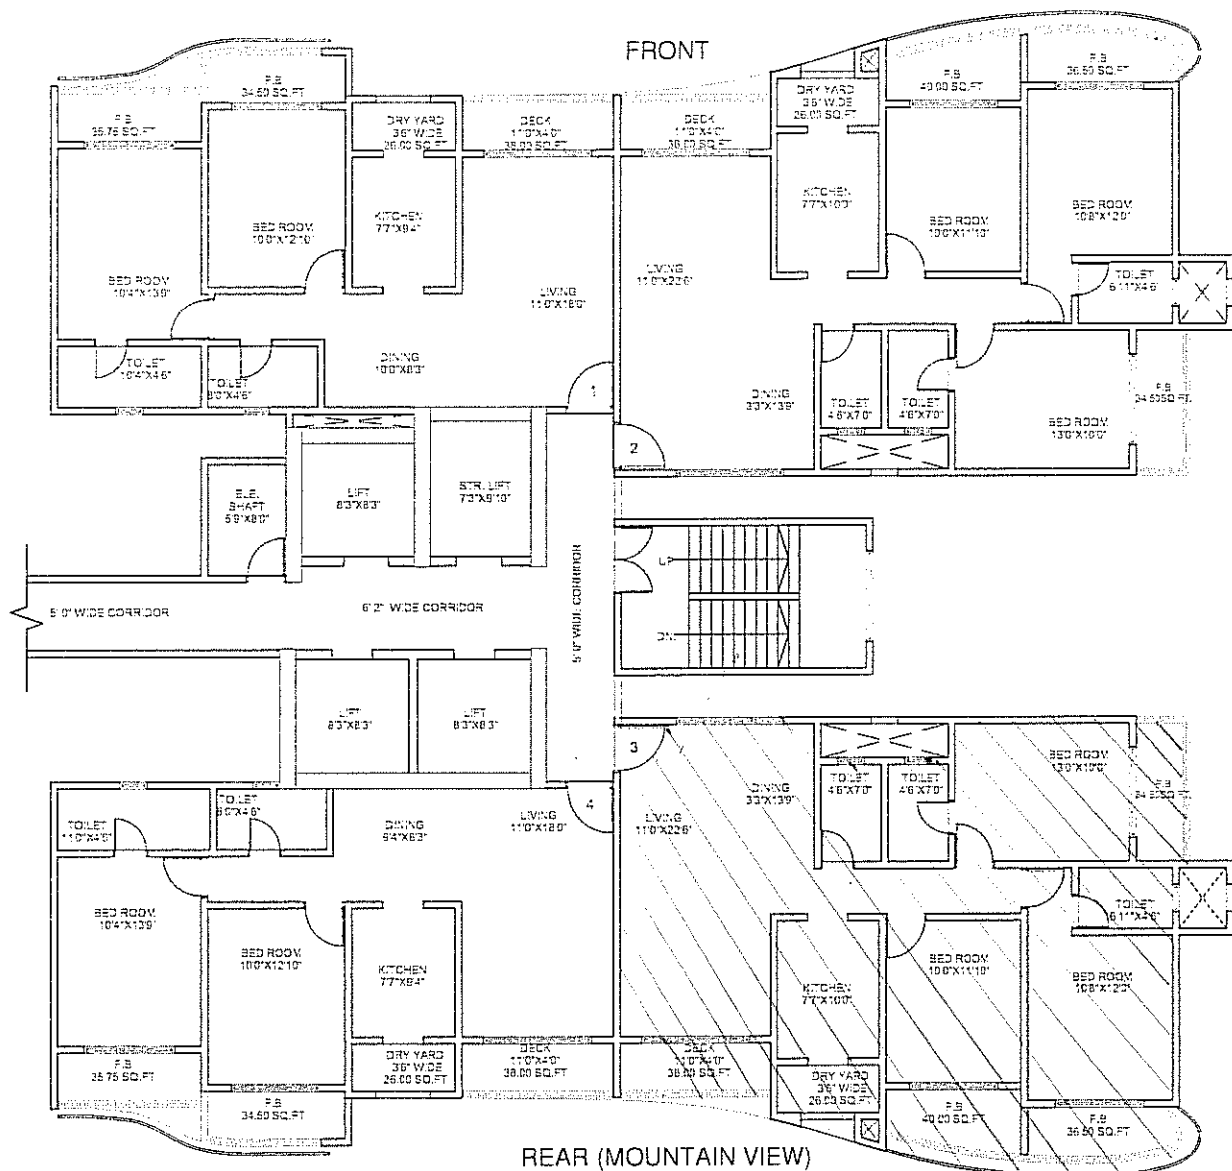 FRONT
F.B
34.50 SQ.FT
F.B
35.75 SQ.FT
DRY YARD
3'6" WIDE
26.00 SQ.FT
DECK
11'0"X4'0"
38.00 SQ.FT
DECK
11'0"X4'0"
38.00 SQ.FT
DRY YARD
3'6" WIDE
26.00 SQ.FT
F.B
40.00 SQ.FT
F.B
36.50 SQ.FT
BED ROOM
10'4"X13'9"
BED ROOM
10'0"X12'10"
KITCHEN
7'7"X9'4"
LIVING
11'0"X18'0"
LIVING
11'0"X22'6"
KITCHEN
7'7"X10'0"
BED ROOM
10'0"X11'10"
BED ROOM
10'8"X12'0"
TOILET
6'11"X4'6"
TOILET
10'4"X4'6"
TOILET
8'0"X4'6"
DINING
10'0"X8'3"
1
2
DINING
TOILET
4'6"X7'0"
TOILET
4'6"X7'0"
BED ROOM
13'0"X10'0"
F.B
34.50SQ.FT.
ELE.
SHAFT
5'9"X8'0"
LIFT
8'3"X8'3"
STR. LIFT
7'3"X9'10"
5'0" WIDE CORRIDOR
6'2" WIDE CORRIDOR
5'0" WIDE CORRIDOR
UP
DN.
LIFT
8'3"X8'3"
LIFT
8'3"X8'3"
3
4
TOILET
11'0"X4'6"
TOILET
8'0"X4'6"
DINING
9'4"X8'3"
LIVING
11'0"X18'0"
LIVING
11'0"X22'6"
DINING
TOILET
4'6"X7'0"
TOILET
4'6"X7'0"
BED ROOM
13'0"X10'0"
F.B
34.50SQ.FT.
TOILET
6'11"X4'6"
BED ROOM
10'4"X13'9"
BED ROOM
10'0"X12'10"
KITCHEN
7'7"X9'4"
KITCHEN
7'7"X10'0"
BED ROOM
10'0"X11'10"
BED ROOM
10'8"X12'0"
F.B
35.75 SQ.FT
F.B
34.50 SQ.FT
DRY YARD
3'6" WIDE
26.00 SQ.FT
DECK
11'0"X4'0"
38.00 SQ.FT
DECK
11'0"X4'0"
38.00 SQ.FT
DRY YARD
3'6" WIDE
26.00 SQ.FT
F.B
40.00 SQ.FT
F.B
36.50 SQ.FT
REAR (MOUNTAIN VIEW)